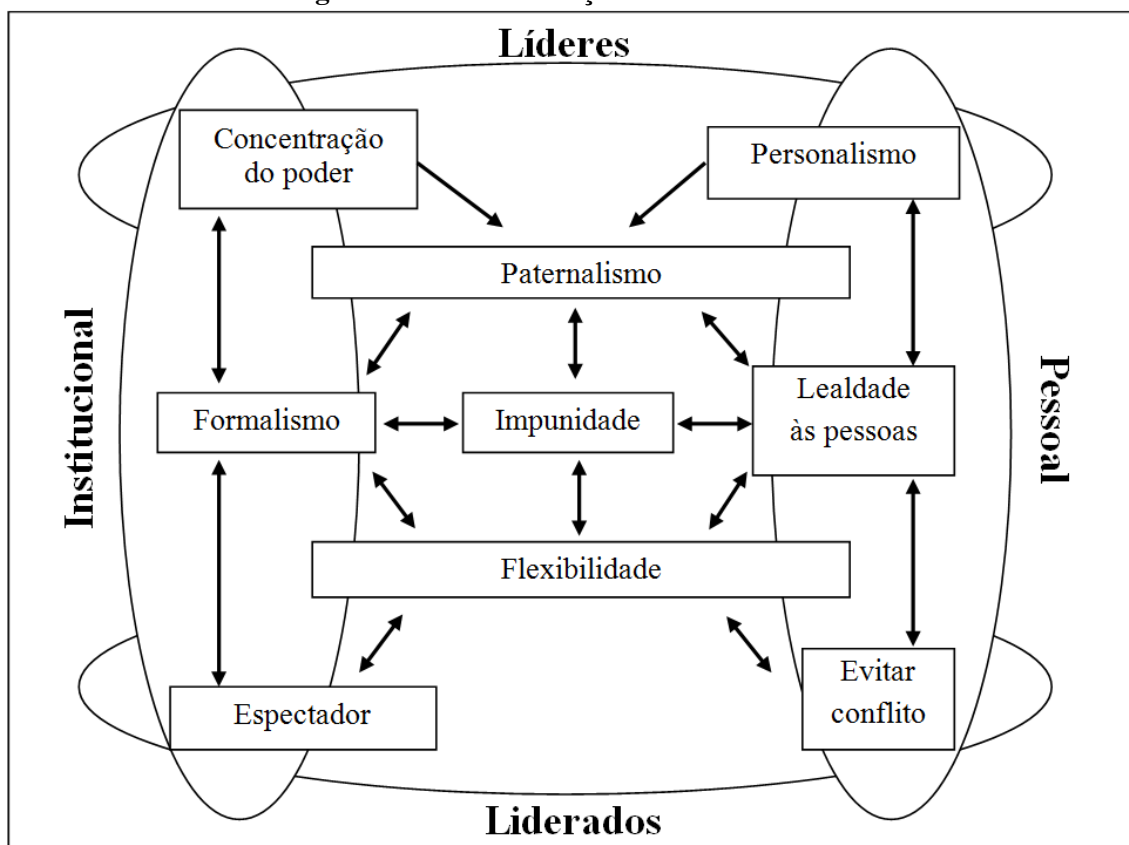 Líderes
Concentração
do poder
Personalismo
Paternalismo
Institucional
Pessoal
Formalismo
Impunidade
Lealdade
às pessoas
Flexibilidade
Espectador
Evitar
conflito
Liderados